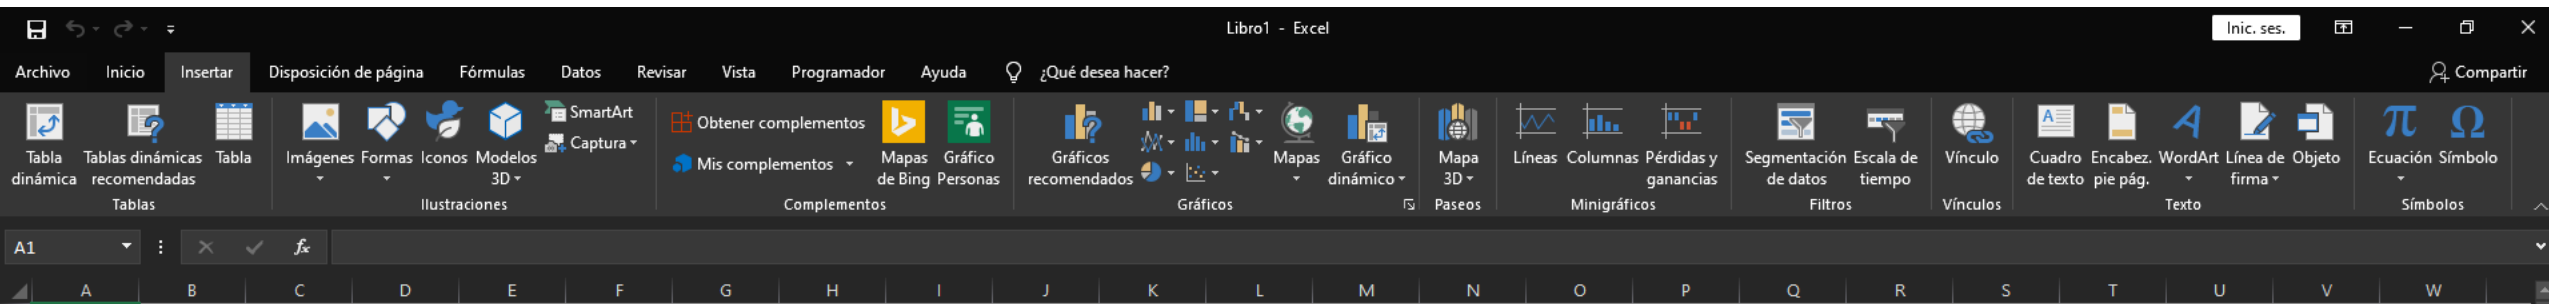 Libro1 - Excel
Inic. ses.
Archivo Inicio Insertar Disposición de página Fórmulas Datos Revisar Vista Programador Ayuda ¿Qué desea hacer? Compartir
Tabla dinámica
Tablas dinámicas recomendadas
Tabla
Tablas
Imágenes
Formas
Iconos
Modelos 3D
SmartArt
Captura
Ilustraciones
Obtener complementos
Mis complementos
Mapas de Bing
Gráfico Personas
Complementos
Gráficos recomendados
Mapas
Gráfico dinámico
Gráficos
Mapa 3D
Paseos
Líneas
Columnas
Pérdidas y ganancias
Minigráficos
Segmentación de datos
Escala de tiempo
Filtros
Vínculo
Vínculos
Cuadro de texto
Encabez. pie pág.
WordArt
Línea de firma
Objeto
Texto
Ecuación
Símbolo
Símbolos
A1 fx
A B C D E F G H I J K L M N O P Q R S T U V W